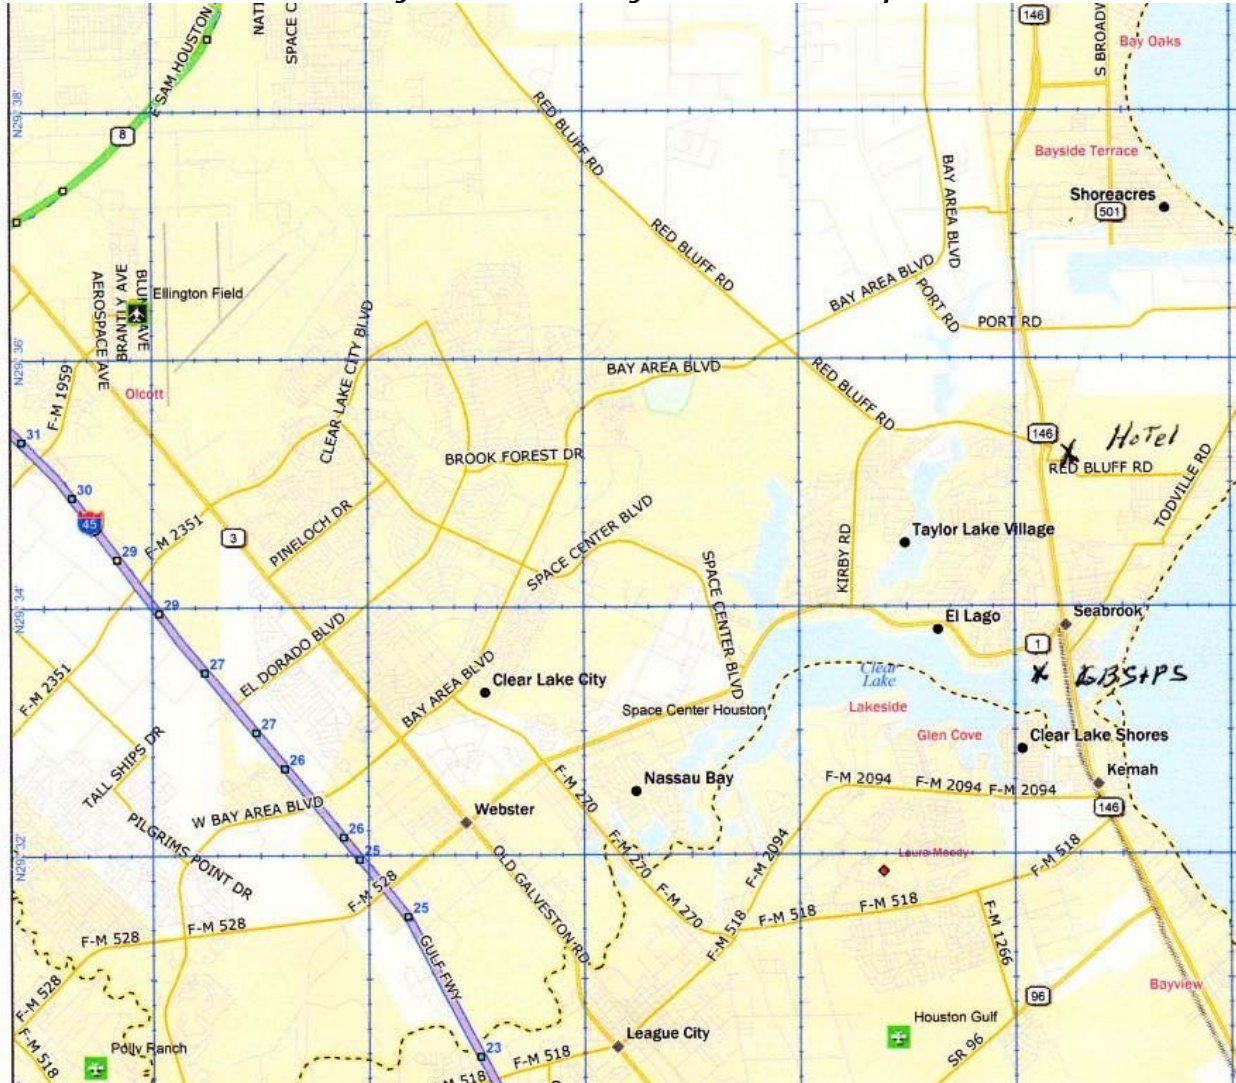 146
Bay Oaks
S BROADW
E SAM HOUSTON
NATI
SPACE C
N29°38'
8
RED BLUFF RD
Bayside Terrace
Shoreacres
501
BAY AREA BLVD
RED BLUFF RD
BAY AREA BLVD
PORT RD
PORT RD
AEROSPACE AVE
BRANTLY AVE
Ellington Field
CLEAR LAKE CITY BLVD
N29°36'
F-M 1959
Olcott
BAY AREA BLVD
RED BLUFF RD
31
146
Hotel
BROOK FOREST DR
RED BLUFF RD
TODVILLE RD
30
45
F-M 2351
3
PINELOCH DR
SPACE CENTER BLVD
Taylor Lake Village
29
KIRBY RD
SPACE CENTER BLVD
29
N29°34'
El Lago
Seabrook
EL DORADO BLVD
1
F-M 2351
27
BAY AREA BLVD
Clear Lake City
Clear
Lake
GBS+PS
Space Center Houston
Lakeside
27
Glen Cove
Clear Lake Shores
26
TALL SHIPS DR
Nassau Bay
F-M 270
F-M 2094
F-M 2094
F-M 2094
Kemah
W BAY AREA BLVD
Webster
146
26
25
N29°32'
PILGRIMS POINT DR
OLD GALVESTON RD
F-M 270
F-M 2094
Laura Moody
F-M 518
F-M 528
F-M 270
25
F-M 518
F-M 518
F-M 518
F-M 528
F-M 528
GULF FWY
F-M 1266
F-M 528
96
Bayview
Houston Gulf
F-M 518
Polly Ranch
23
F-M 518
League City
SR 96
M 518